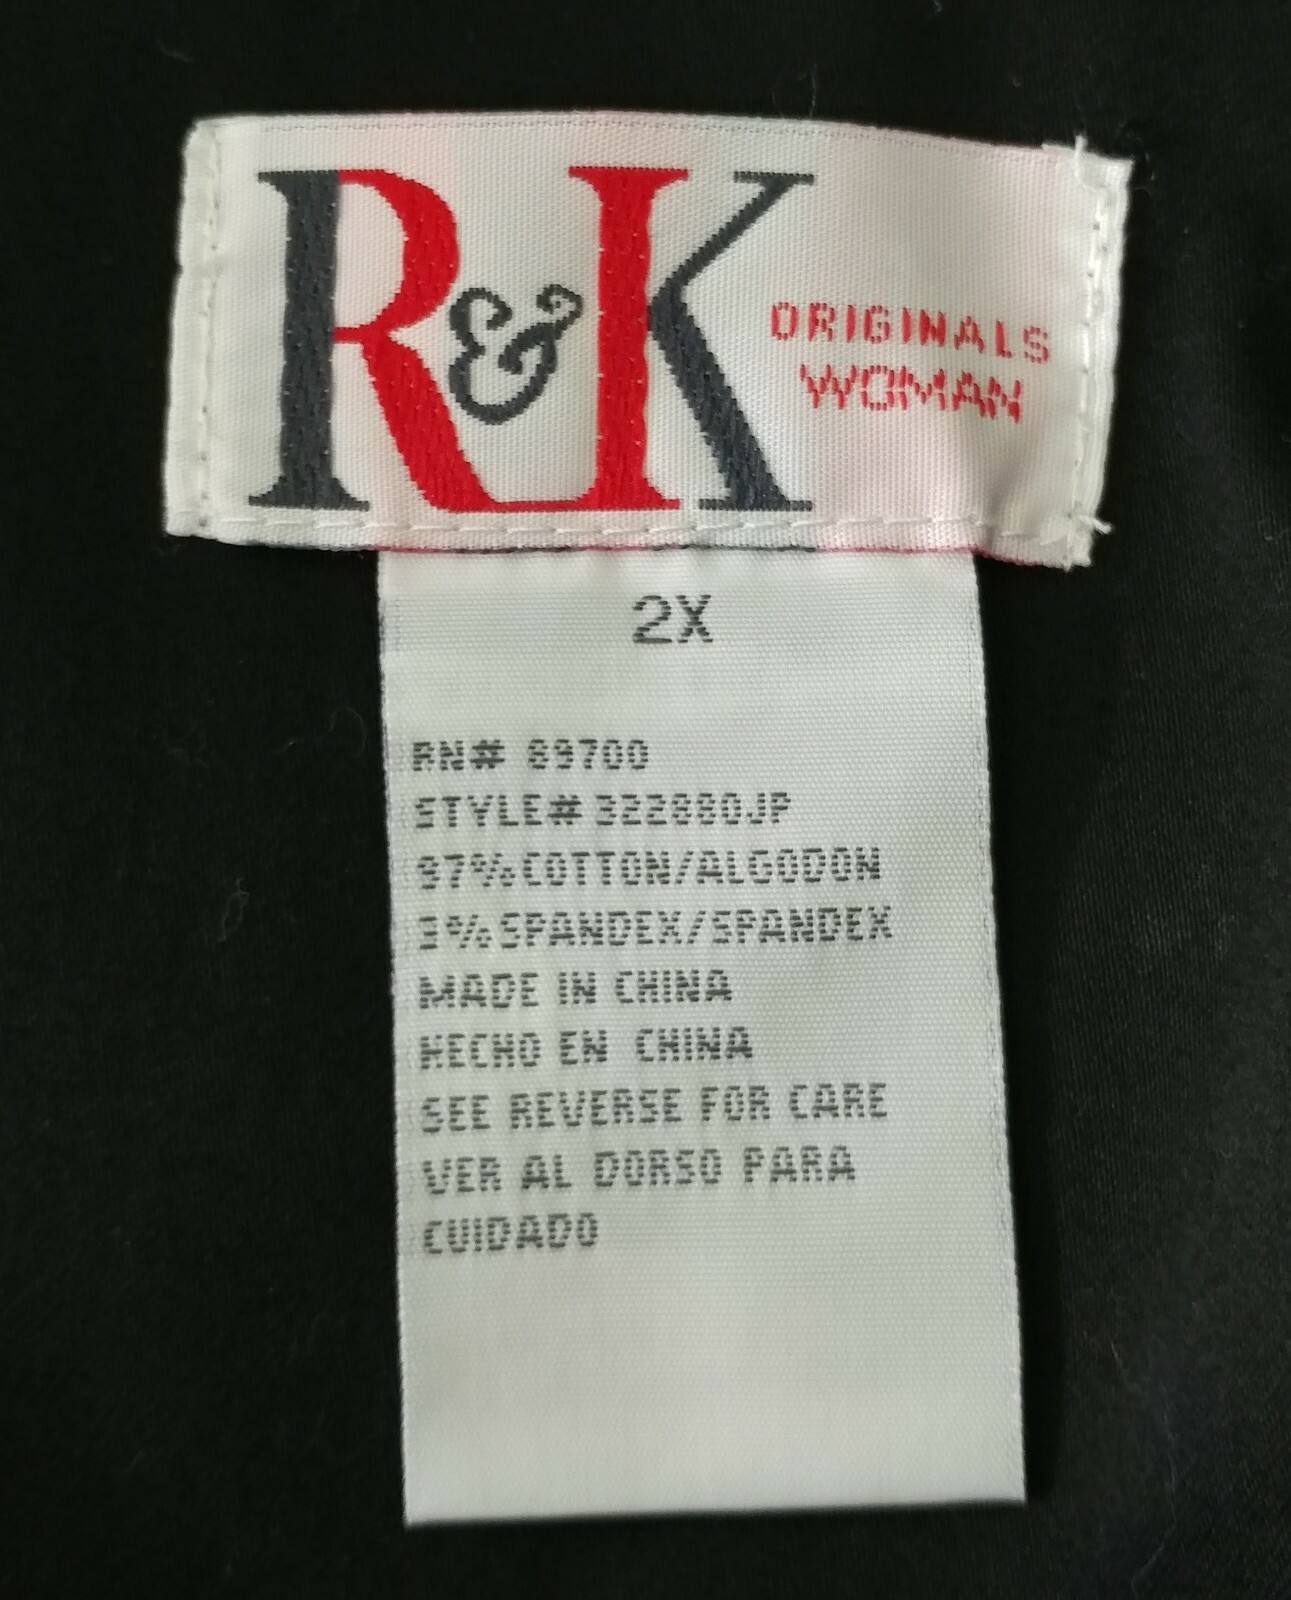 R&K
ORIGINALS
WOMAN
2X
RN# 89700
STYLE# 322880JP
97% COTTON/ALGODON
3% SPANDEX/SPANDEX
MADE IN CHINA
HECHO EN CHINA
SEE REVERSE FOR CARE
VER AL DORSO PARA
CUIDADO